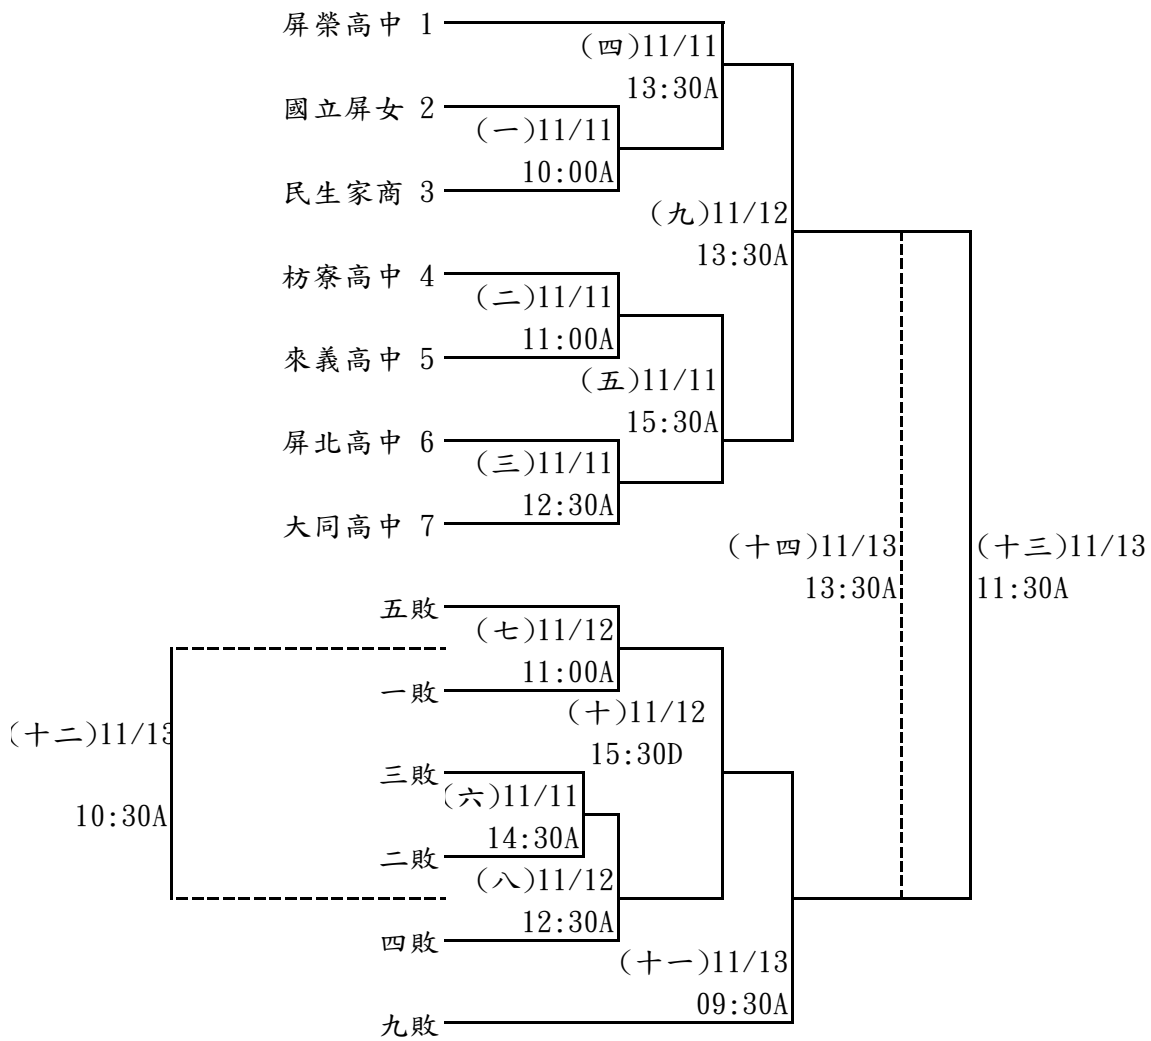 屏榮高中 1
(四)11/11
13:30A
國立屏女 2
(一)11/11
10:00A
民生家商 3
(九)11/12
13:30A
枋寮高中 4
(二)11/11
11:00A
來義高中 5
(五)11/11
15:30A
屏北高中 6
(三)11/11
12:30A
大同高中 7
(十四)11/13
13:30A
(十三)11/13
11:30A
五敗
(七)11/12
11:00A
一敗
(十)11/12
15:30D
(十二)11/13
10:30A
三敗
(六)11/11
14:30A
二敗
(八)11/12
12:30A
四敗
(十一)11/13
09:30A
九敗